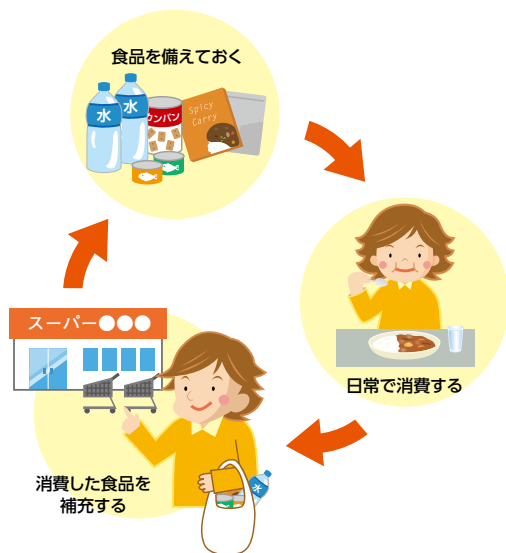 食品を備えておく
水
水
カンパン
Spicy
Carry
日常で消費する
スーパー●●●
水
消費した食品を
補充する